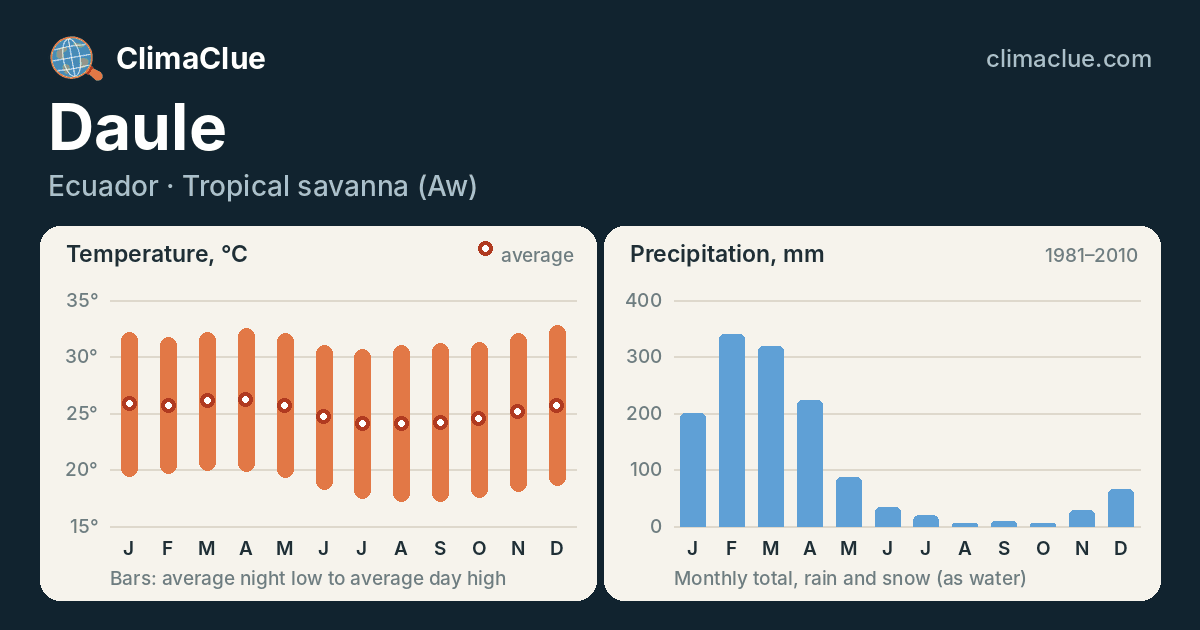 ClimaClue
climaclue.com
Daule
Ecuador · Tropical savanna (Aw)
Temperature, °C
average
35°
30°
25°
20°
15°
J F M A M J J A S O N D
Bars: average night low to average day high
Precipitation, mm
1981–2010
400
300
200
100
0
J F M A M J J A S O N D
Monthly total, rain and snow (as water)